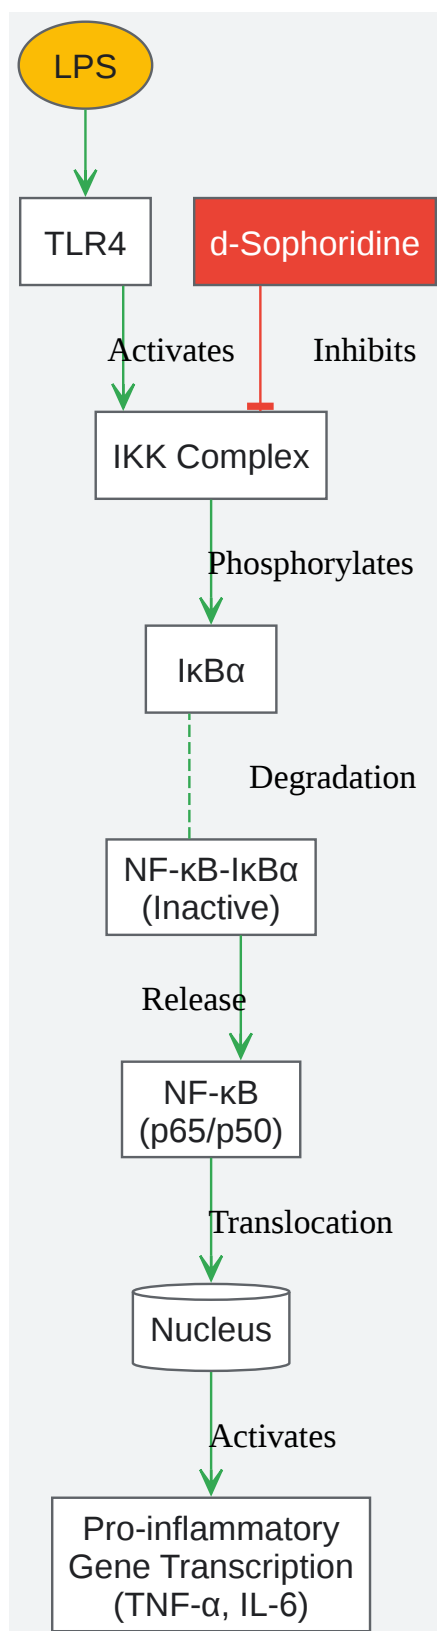 LPS
TLR4
d-Sophoridine
Activates
Inhibits
IKK Complex
Phosphorylates
IκBα
Degradation
NF-κB-IκBα
(Inactive)
Release
NF-κB
(p65/p50)
Translocation
Nucleus
Activates
Pro-inflammatory
Gene Transcription
(TNF-α, IL-6)